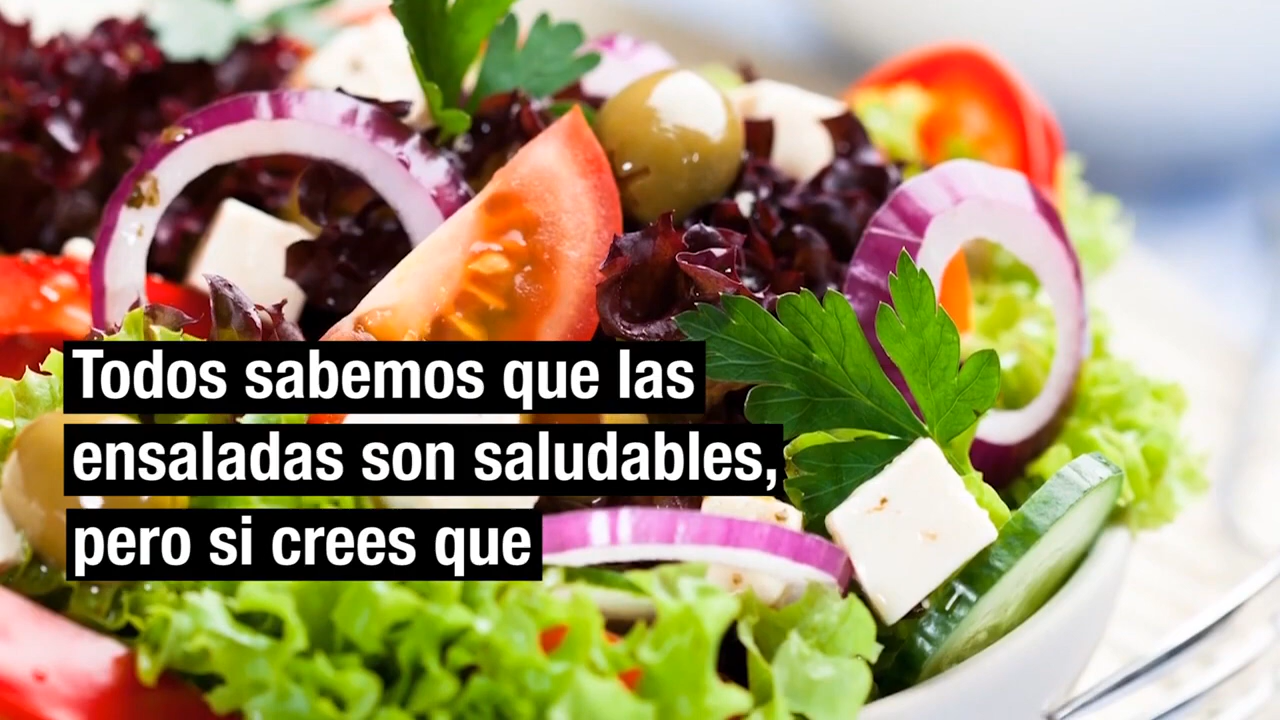 Todos sabemos que las
ensaladas son saludables,
pero si crees que